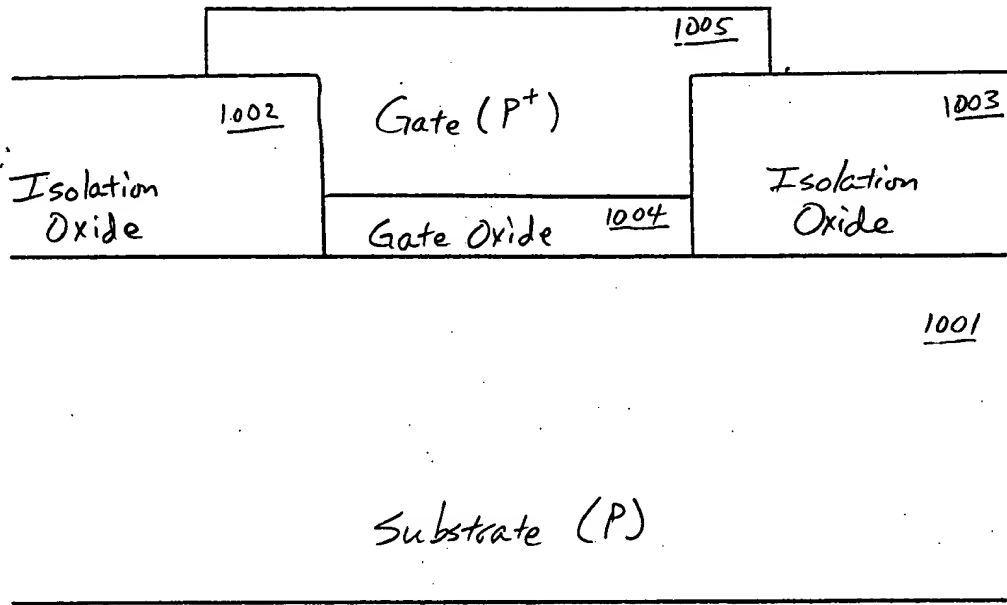 1005
1002
Gate (P+)
1003
Isolation
Oxide
Isolation
Oxide
1004
Gate Oxide
1001
Substrate (P)